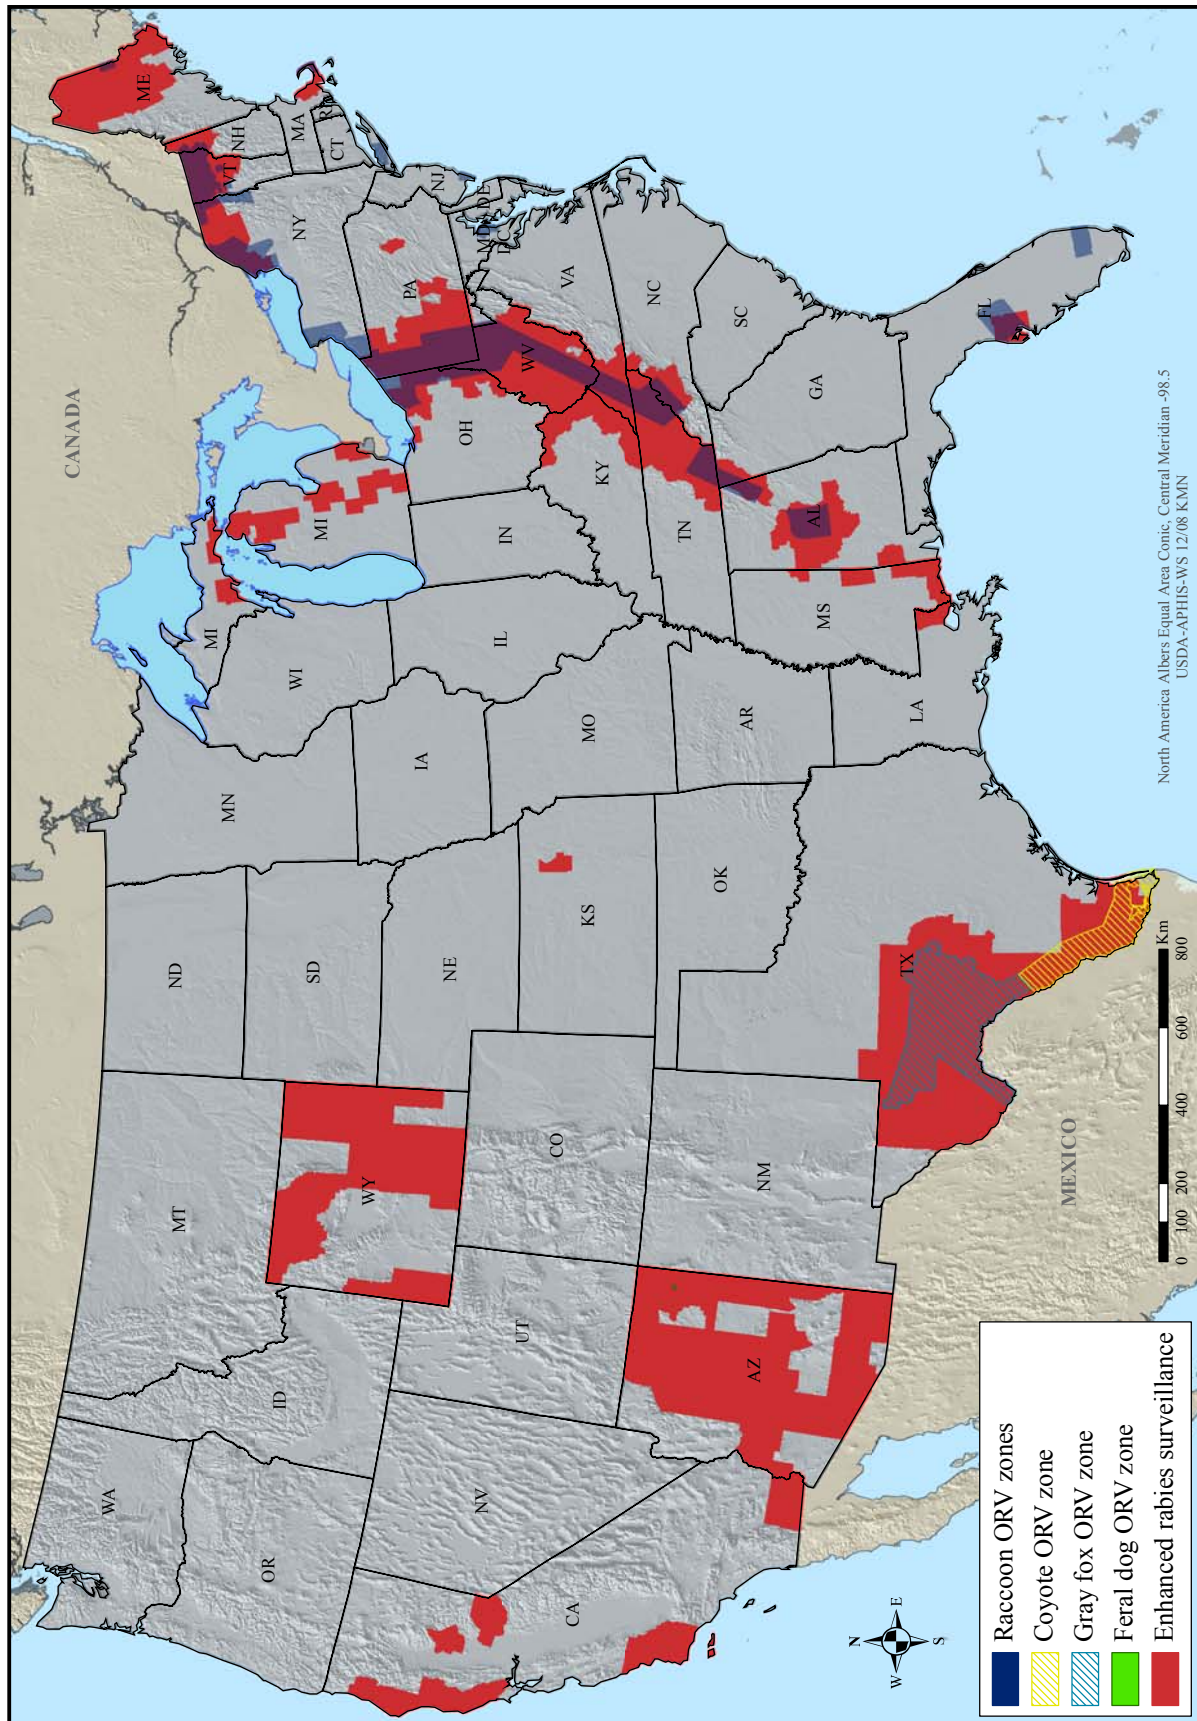 CANADA
WA
MT
ND
MN
ME
OR
ID
SD
WI
MI
MI
NY
VT
NH
MA
RI
CT
WY
NE
IA
PA
NJ
NV
UT
CO
KS
IL
IN
OH
WV
MD
DE
DC
VA
CA
AZ
NM
OK
MO
KY
TN
NC
AR
SC
TX
LA
MS
AL
GA
FL
MEXICO
N
W
E
S
Raccoon ORV zones
Coyote ORV zone
Gray fox ORV zone
Feral dog ORV zone
Enhanced rabies surveillance
0 100 200 400 600 800
Km
North America Albers Equal Area Conic, Central Meridian -98.5
USDA-APHIS-WS 12/08 KMN